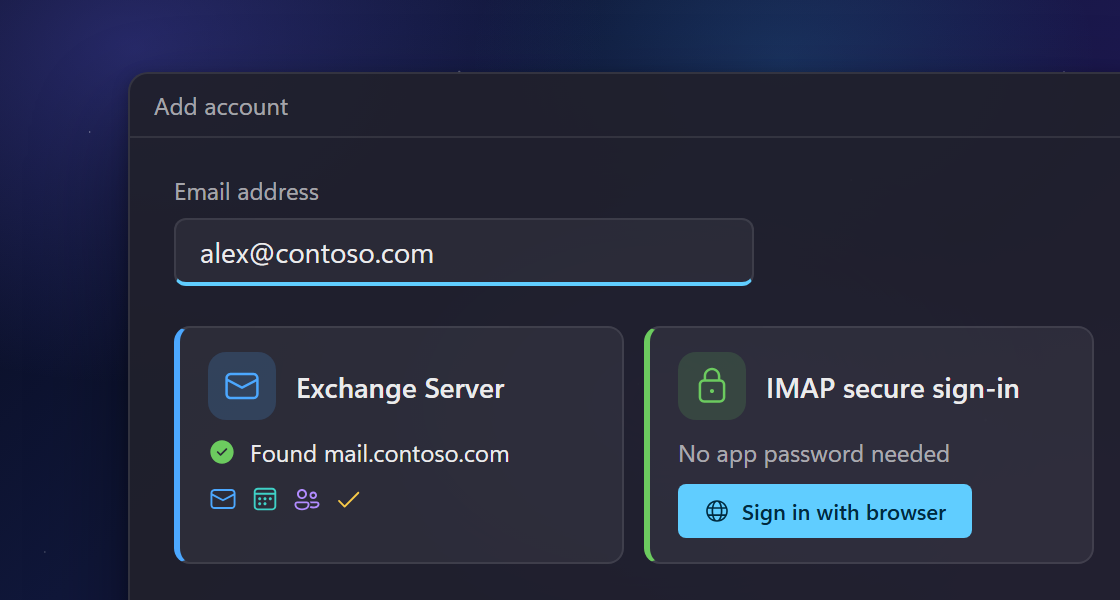 Add account
Email address
alex@contoso.com
Exchange Server
Found mail.contoso.com
IMAP secure sign-in
No app password needed
Sign in with browser